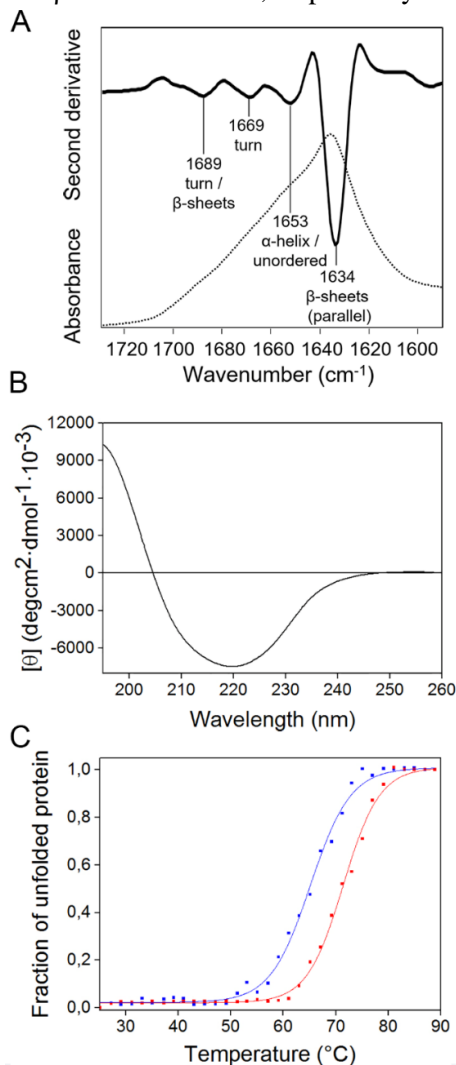 A
Second derivative
Absorbance
1689
turn /
β-sheets
1669
turn
1653
α-helix /
unordered
1634
β-sheets
(parallel)
1720 1700 1680 1660 1640 1620 1600
Wavenumber (cm-1)
B
[θ] (degcm2·dmol-1·10-3)
12000
9000
6000
3000
0
-3000
-6000
200 210 220 230 240 250 260
Wavelength (nm)
C
Fraction of unfolded protein
1,0
0,8
0,6
0,4
0,2
0,0
30 40 50 60 70 80 90
Temperature (°C)